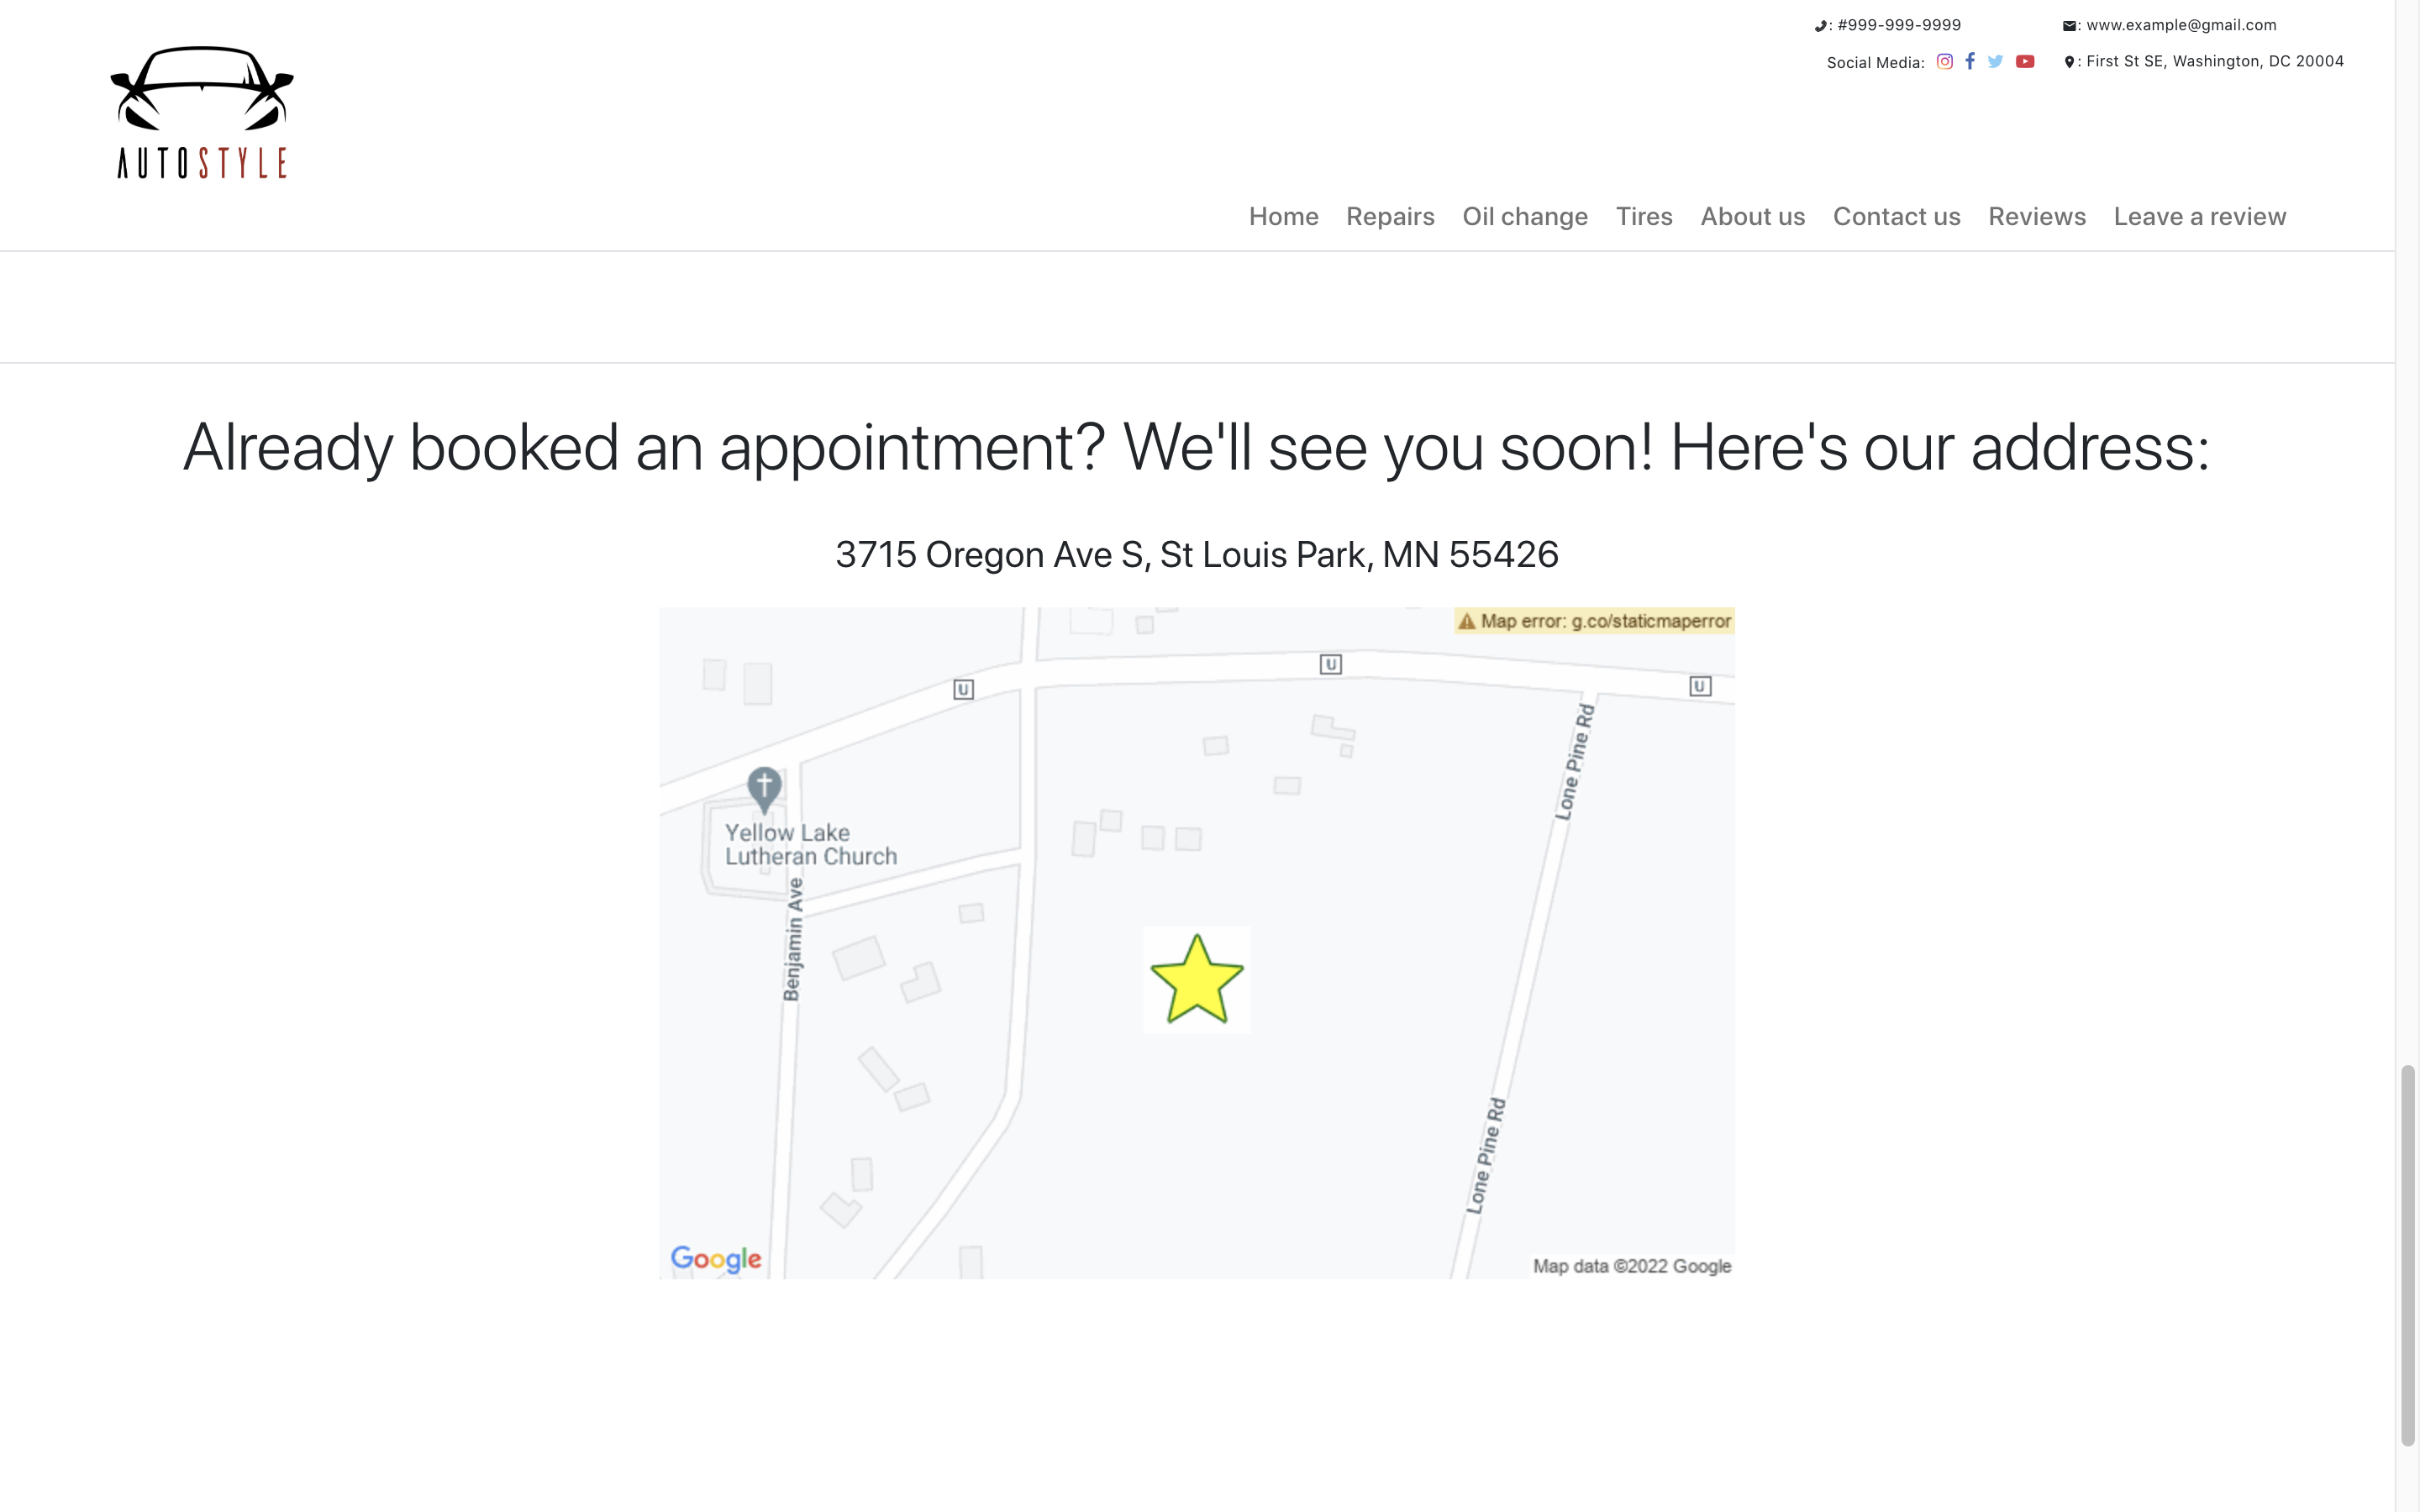 : #999-999-9999
: www.example@gmail.com
Social Media:
: First St SE, Washington, DC 20004
AUTOSTYLE
Home Repairs Oil change Tires About us Contact us Reviews Leave a review
Already booked an appointment? We'll see you soon! Here's our address:
3715 Oregon Ave S, St Louis Park, MN 55426
Map error: g.co/staticmaperror
U
U
U
Lone Pine Rd
Yellow Lake
Lutheran Church
Benjamin Ave
Lone Pine Rd
Google
Map data ©2022 Google